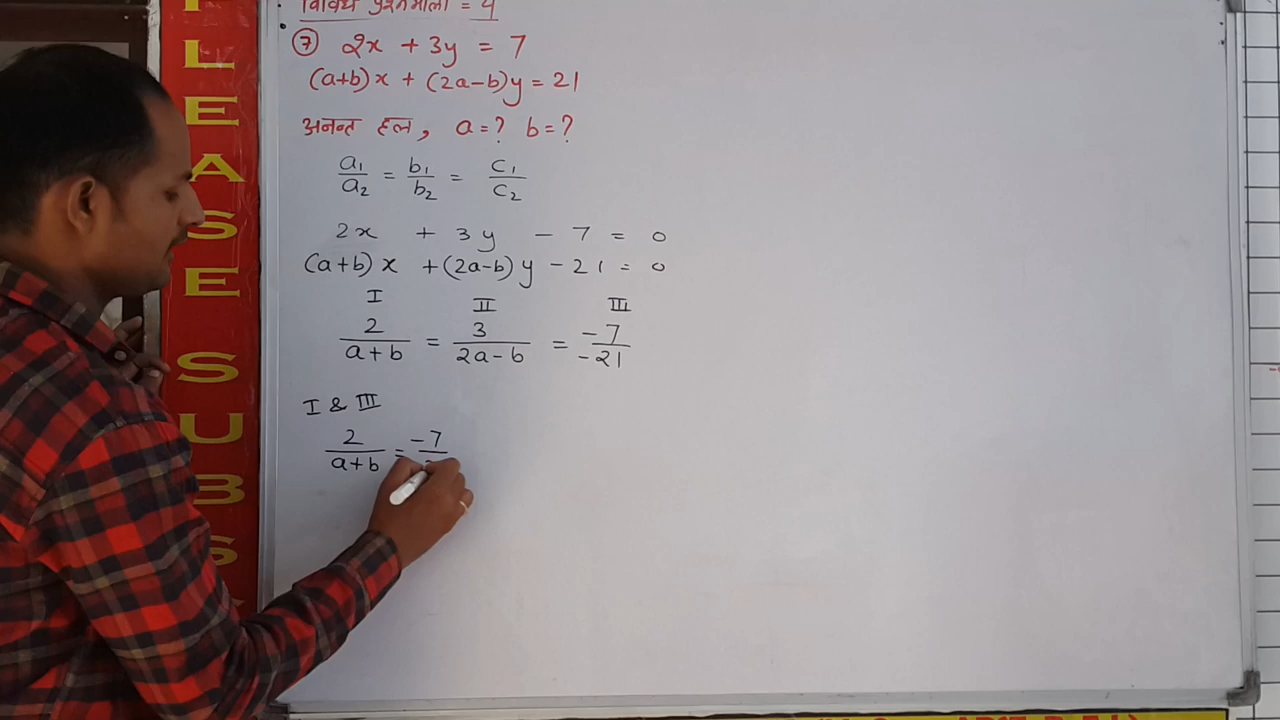 विविध प्रश्नमाला = 4
⑦ 2x + 3y = 7
(a+b)x + (2a-b)y = 21
अनन्त हल, a=? b=?
a₁/a₂ = b₁/b₂ = c₁/c₂
2x + 3y - 7 = 0
(a+b)x + (2a-b)y - 21 = 0
I II III
2/(a+b) = 3/(2a-b) = -7/-21
I & III
2/(a+b) = -7/
PLEASE SUBS